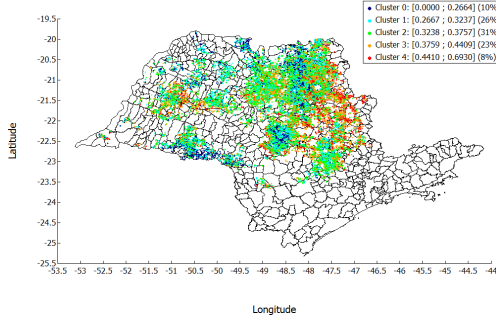 Cluster 0: [0.0000 ; 0.2664] (10%
Cluster 1: [0.2667 ; 0.3237] (26%
Cluster 2: [0.3238 ; 0.3757] (31%
Cluster 3: [0.3759 ; 0.4409] (23%
Cluster 4: [0.4410 ; 0.6930] (8%)
-19.5
-20
-20.5
-21
-21.5
-22
-22.5
-23
-23.5
-24
-24.5
-25
-25.5
Latitude
-53.5 -53 -52.5 -52 -51.5 -51 -50.5 -50 -49.5 -49 -48.5 -48 -47.5 -47 -46.5 -46 -45.5 -45 -44.5 -44
Longitude